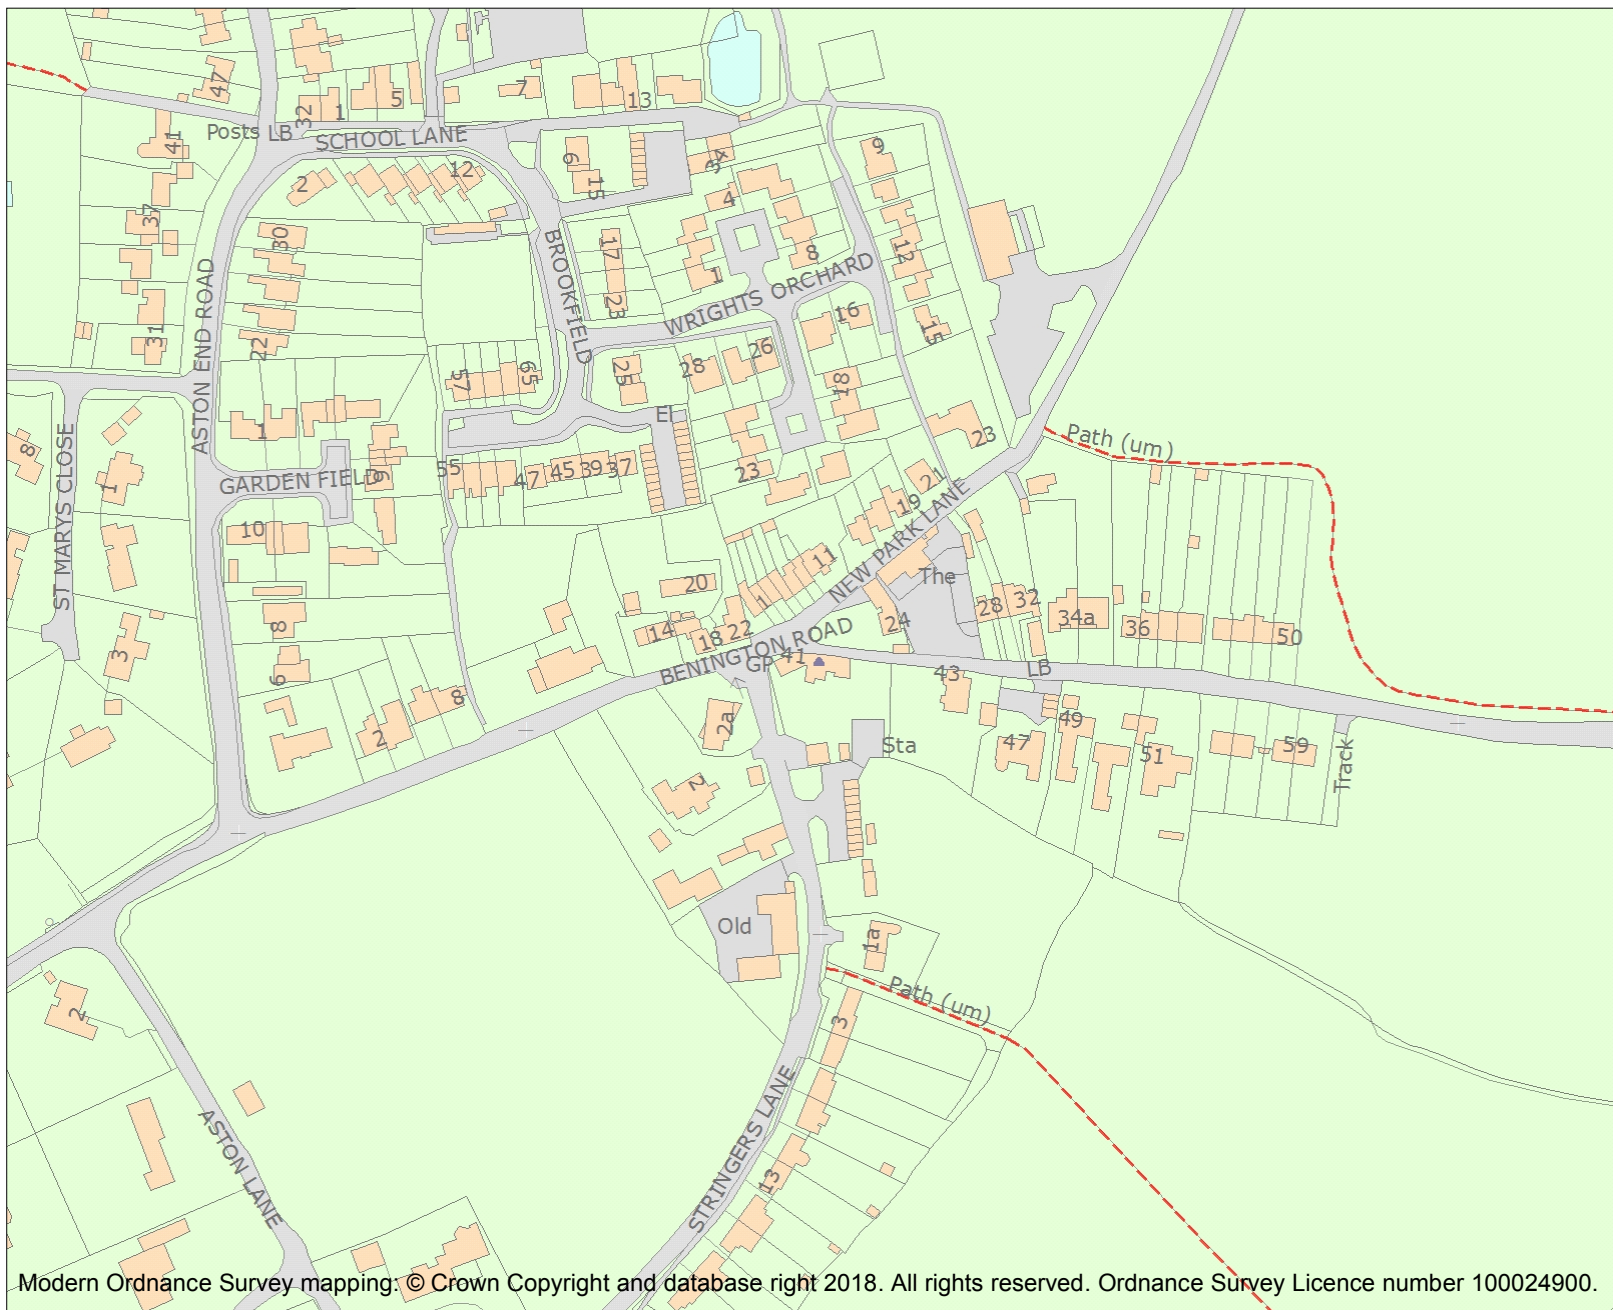 47
32
1
5
7
13
41
Posts LB
SCHOOL LANE
2
12
6
15
34
9
37
30
4
17
12
8
1
23
BROOKFIELD
WRIGHTS ORCHARD
ASTON END ROAD
31
22
16
15
57
65
25
28
26
18
8
1
El
23
Path (um)
ST MARYS CLOSE
1
GARDEN FIELD
9
55
47
45
39
37
23
21
19
NEW PARK LANE
10
11
The
20
1
8
3
14
18
22
24
28
32
34a
36
50
BENINGTON ROAD
GP
41
43
LB
6
8
2
2a
Sta
47
49
51
59
Track
2
Old
1a
Path (um)
2
3
ASTON LANE
STRINGERS LANE
13
Modern Ordnance Survey mapping: © Crown Copyright and database right 2018. All rights reserved. Ordnance Survey Licence number 100024900.